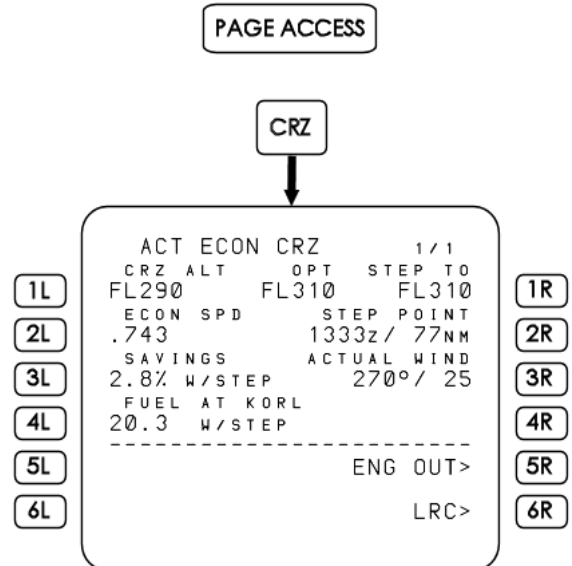 PAGE ACCESS
CRZ
ACT ECON CRZ 1/1
CRZ ALT OPT STEP TO
1L FL290 FL310 FL310 1R
ECON SPD STEP POINT
2L .743 1333z/ 77NM 2R
SAVINGS ACTUAL WIND
3L 2.8% W/STEP 270°/ 25 3R
FUEL AT KORL
4L 20.3 W/STEP 4R
------------------------
5L ENG OUT> 5R
6L LRC> 6R